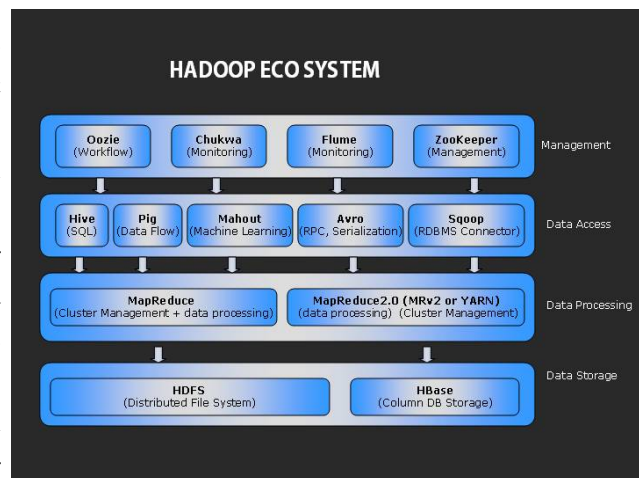 HADOOP ECO SYSTEM
Oozie
(Workflow)
Chukwa
(Monitoring)
Flume
(Monitoring)
ZooKeeper
(Management)
Management
Hive
(SQL)
Pig
(Data Flow)
Mahout
(Machine Learning)
Avro
(RPC, Serialization)
Sqoop
(RDBMS Connector)
Data Access
MapReduce
(Cluster Management + data processing)
MapReduce2.0 (MRv2 or YARN)
(data processing) (Cluster Management)
Data Processing
HDFS
(Distributed File System)
HBase
(Column DB Storage)
Data Storage